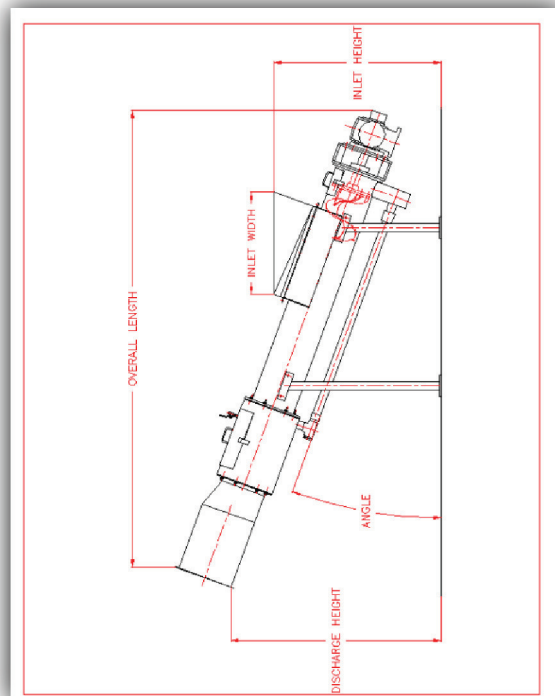 INLET HEIGHT
OVERALL LENGTH
INLET WIDTH
ANGLE
DISCHARGE HEIGHT